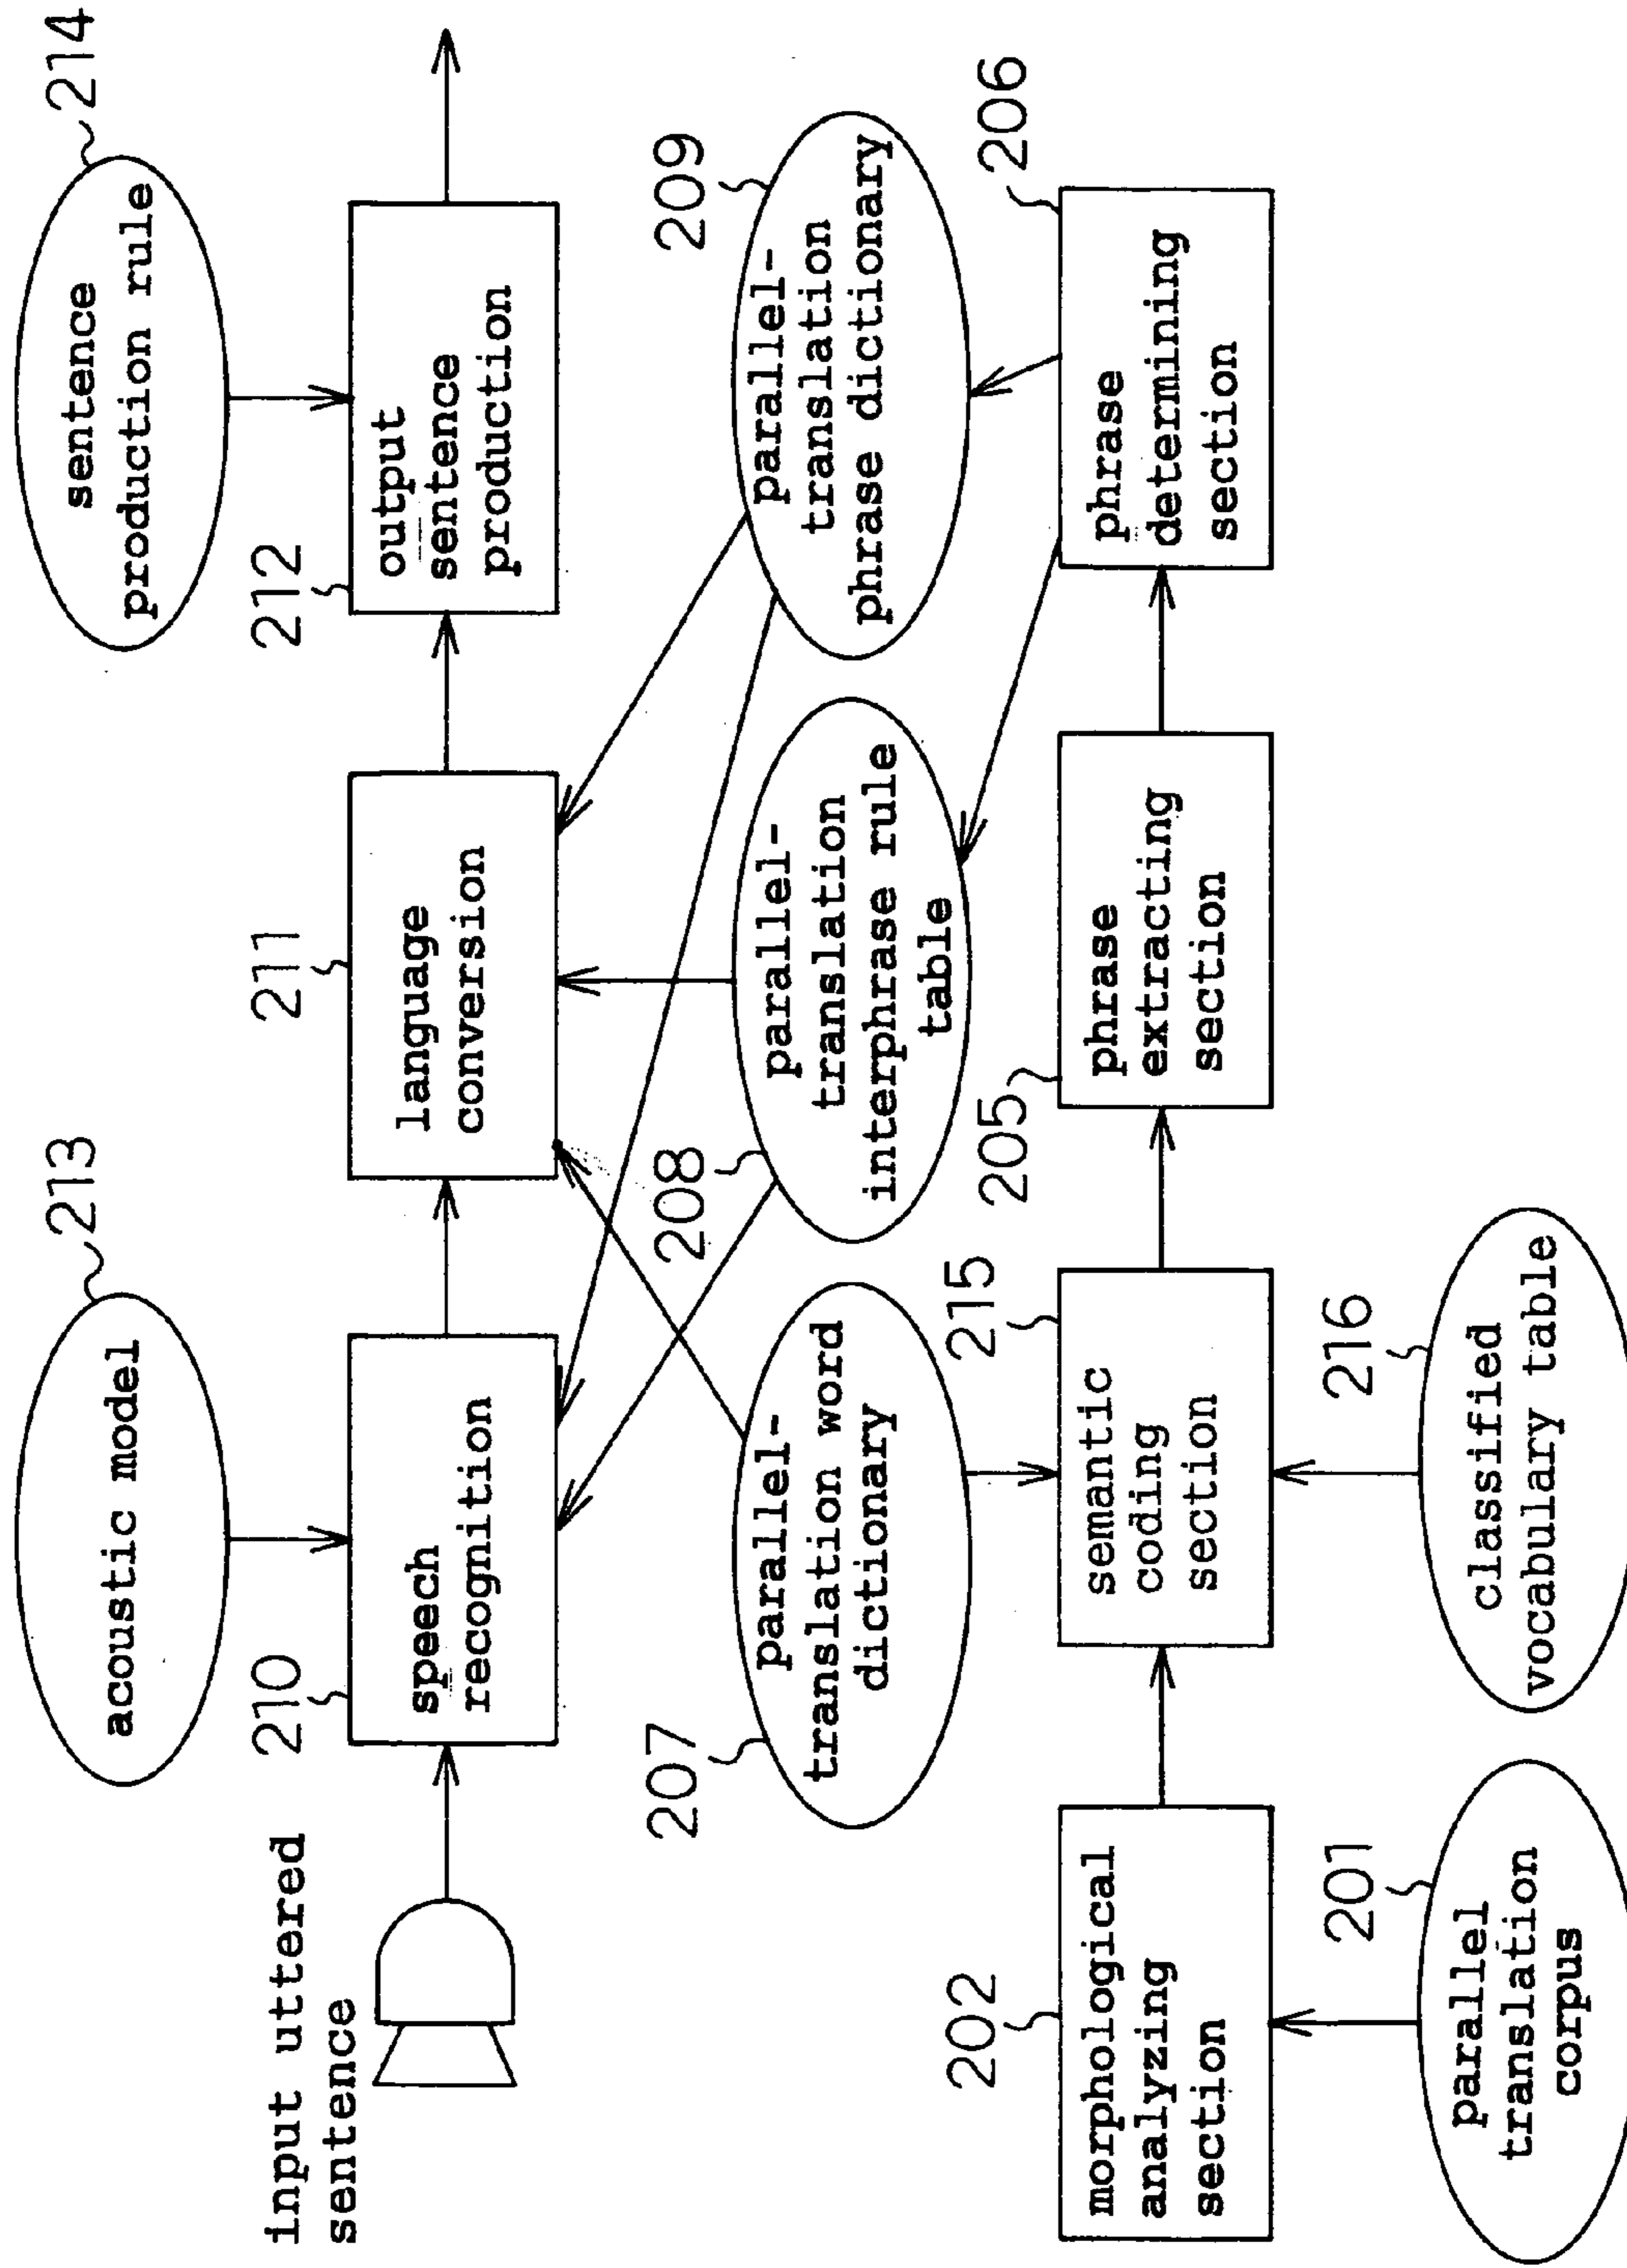 214
sentence
production rule
213
acoustic model
212
output
sentence
production
211
language
conversion
210
speech
recognition
input uttered
sentence
209
parallel-
translation
phrase dictionary
208
parallel-
translation
interphrase rule
table
207
parallel-
translation word
dictionary
206
phrase
determining
section
205
phrase
extracting
section
215
semantic
coding
section
202
morphological
analyzing
section
216
classified
vocabulary table
201
parallel
translation
corpus